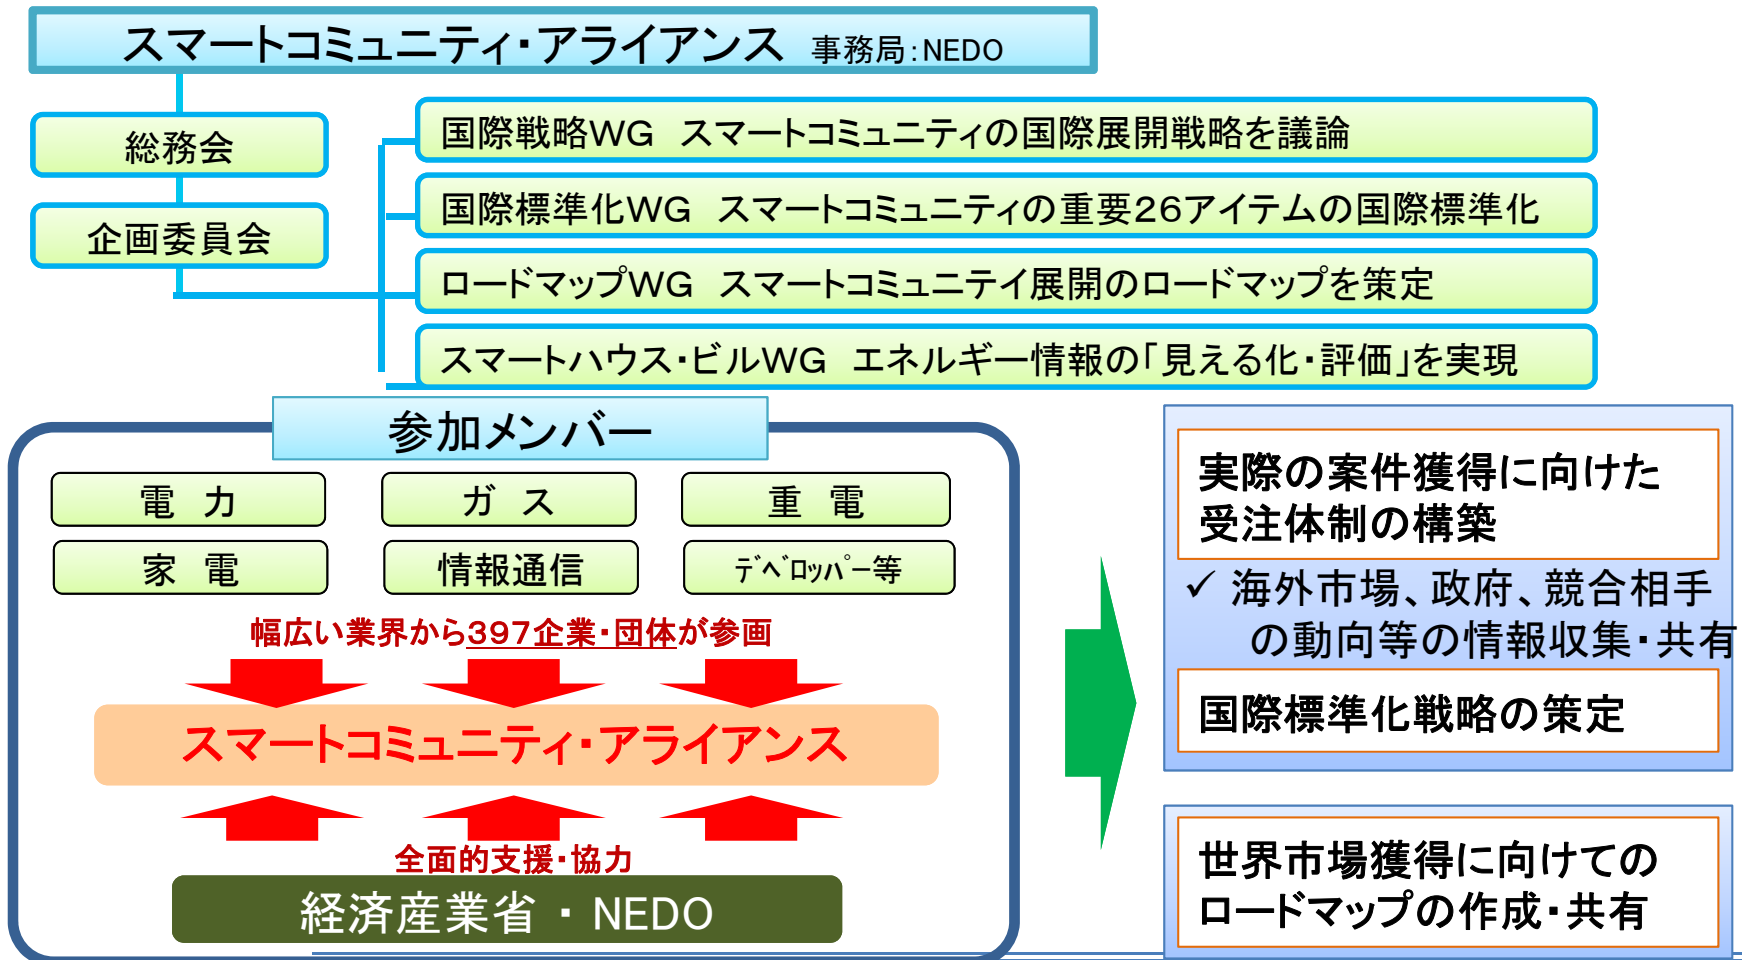 スマートコミュニティ・アライアンス 事務局:NEDO
総務会
企画委員会
国際戦略WG スマートコミュニティの国際展開戦略を議論
国際標準化WG スマートコミュニティの重要26アイテムの国際標準化
ロードマップWG スマートコミュニテイ展開のロードマップを策定
スマートハウス・ビルWG エネルギー情報の「見える化・評価」を実現
参加メンバー
電 力
ガ ス
重 電
家 電
情報通信
ﾃﾞﾍﾞﾛｯﾊﾟｰ等
幅広い業界から397企業・団体が参画
スマートコミュニティ・アライアンス
全面的支援・協力
経済産業省 ・ NEDO
実際の案件獲得に向けた
受注体制の構築
✓ 海外市場、政府、競合相手
の動向等の情報収集・共有
国際標準化戦略の策定
世界市場獲得に向けての
ロードマップの作成・共有